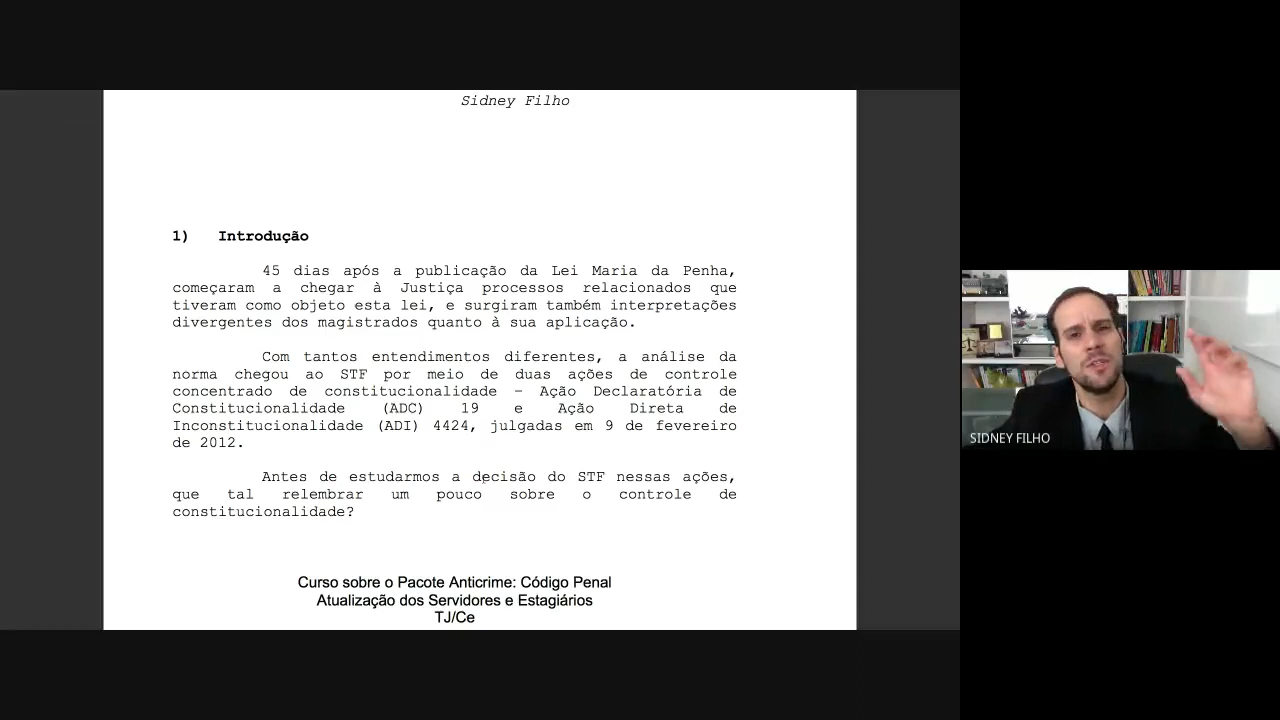 Sidney Filho
1) Introdução
45 dias após a publicação da Lei Maria da Penha,
começaram a chegar à Justiça processos relacionados que
tiveram como objeto esta lei, e surgiram também interpretações
divergentes dos magistrados quanto à sua aplicação.
Com tantos entendimentos diferentes, a análise da
norma chegou ao STF por meio de duas ações de controle
concentrado de constitucionalidade – Ação Declaratória de
Constitucionalidade (ADC) 19 e Ação Direta de
Inconstitucionalidade (ADI) 4424, julgadas em 9 de fevereiro
de 2012.
Antes de estudarmos a decisão do STF nessas ações,
que tal relembrar um pouco sobre o controle de
constitucionalidade?
Curso sobre o Pacote Anticrime: Código Penal
Atualização dos Servidores e Estagiários
TJ/Ce
SIDNEY FILHO